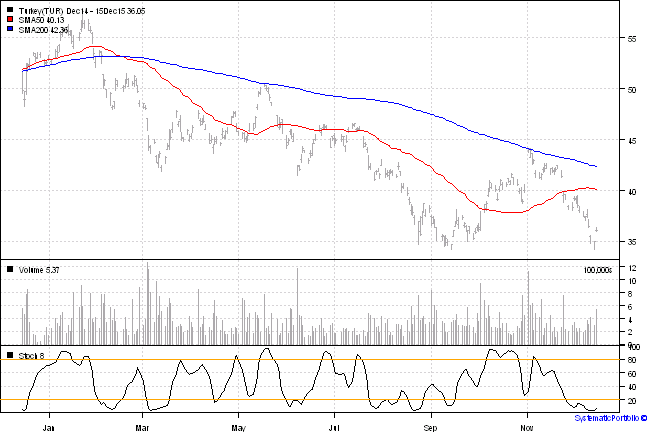 Turkey(TUR) Dec14 - 15Dec15 36.05
SMA50 40.13
SMA200 42.36
55
50
45
40
35
Volume 5.37
100,000s
12
10
8
6
4
2
0
Stoch 8
100
80
60
40
20
Jan Mar May Jul Sep Nov
SystematicPortfolio ©